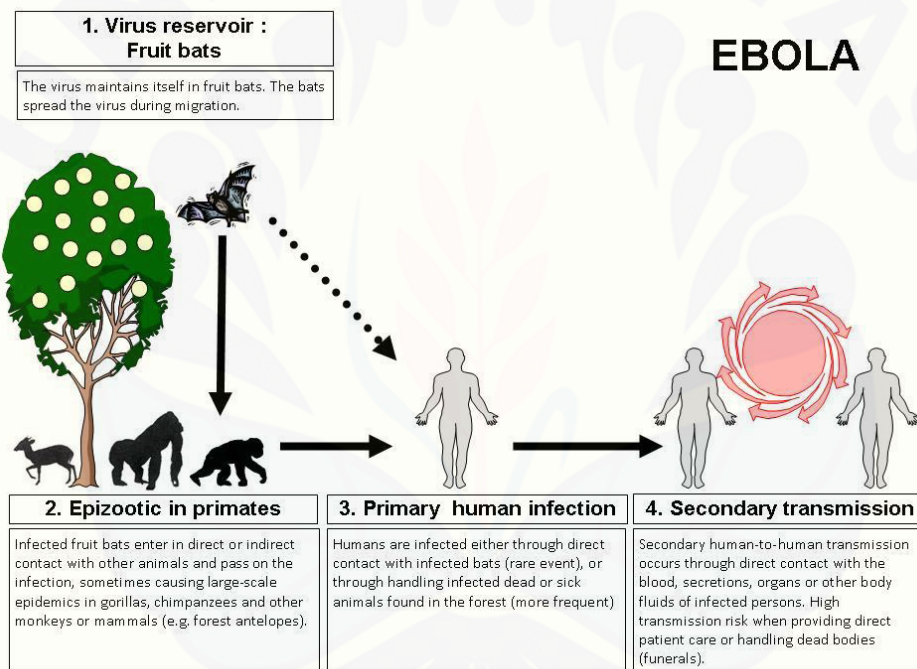 1. Virus reservoir :
Fruit bats
EBOLA
The virus maintains itself in fruit bats. The bats
spread the virus during migration.
2. Epizootic in primates
Infected fruit bats enter in direct or indirect
contact with other animals and pass on the
infection, sometimes causing large-scale
epidemics in gorillas, chimpanzees and other
monkeys or mammals (e.g. forest antelopes).
3. Primary human infection
Humans are infected either through direct
contact with infected bats (rare event), or
through handling infected dead or sick
animals found in the forest (more frequent)
4. Secondary transmission
Secondary human-to-human transmission
occurs through direct contact with the
blood, secretions, organs or other body
fluids of infected persons. High
transmission risk when providing direct
patient care or handling dead bodies
(funerals).